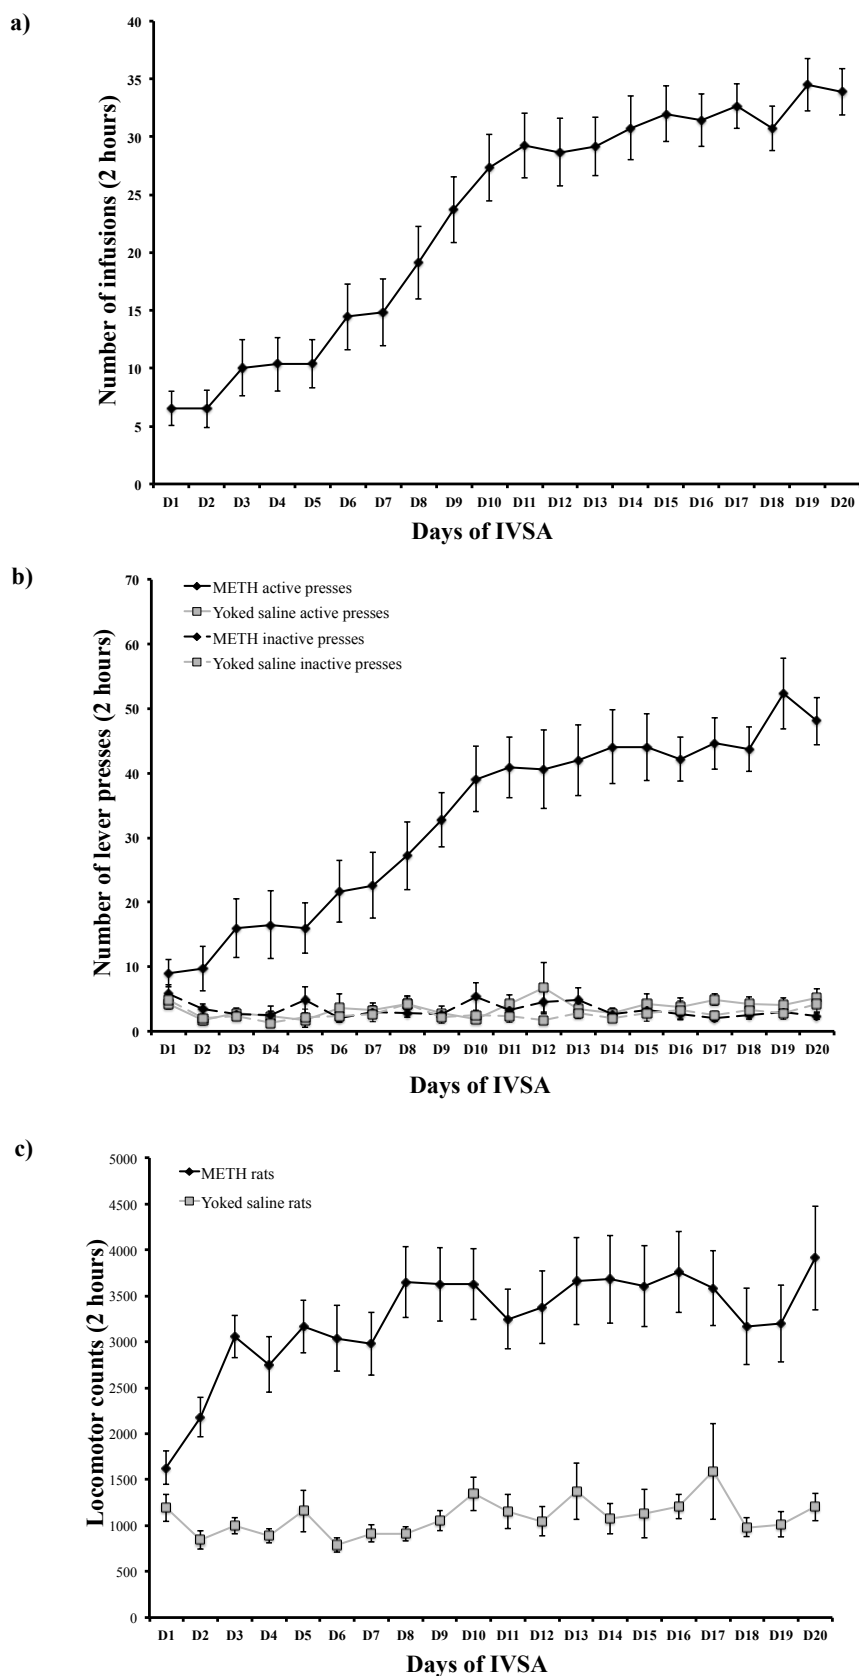 a)
Number of infusions (2 hours)
40
35
30
25
20
15
10
5
0
D1 D2 D3 D4 D5 D6 D7 D8 D9 D10 D11 D12 D13 D14 D15 D16 D17 D18 D19 D20
Days of IVSA
b)
Number of lever presses (2 hours)
70
60
50
40
30
20
10
0
METH active presses
Yoked saline active presses
METH inactive presses
Yoked saline inactive presses
D1 D2 D3 D4 D5 D6 D7 D8 D9 D10 D11 D12 D13 D14 D15 D16 D17 D18 D19 D20
Days of IVSA
c)
Locomotor counts (2 hours)
5000
4500
4000
3500
3000
2500
2000
1500
1000
500
0
METH rats
Yoked saline rats
D1 D2 D3 D4 D5 D6 D7 D8 D9 D10 D11 D12 D13 D14 D15 D16 D17 D18 D19 D20
Days of IVSA